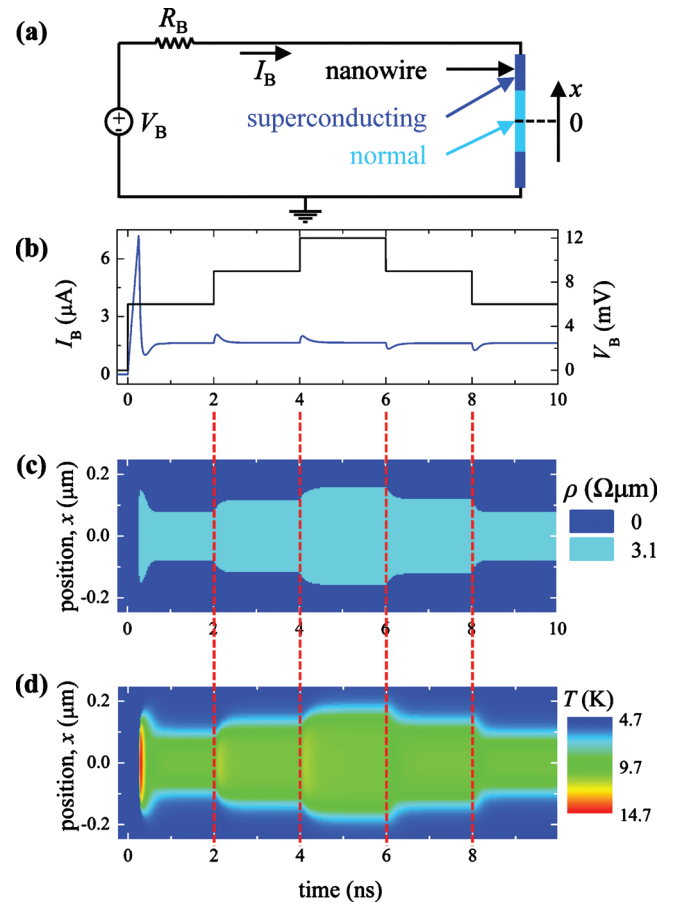 (a)
R_B
I_B
V_B
nanowire
superconducting
normal
x
0
(b)
I_B (μA)
6
3
0
V_B (mV)
12
8
4
0
0 2 4 6 8 10
(c)
position, x (μm)
0.2
0.0
-0.2
0 2 4 6 8 10
ρ (Ωμm)
0
3.1
(d)
position, x (μm)
0.2
0.0
-0.2
0 2 4 6 8
time (ns)
T (K)
4.7
9.7
14.7